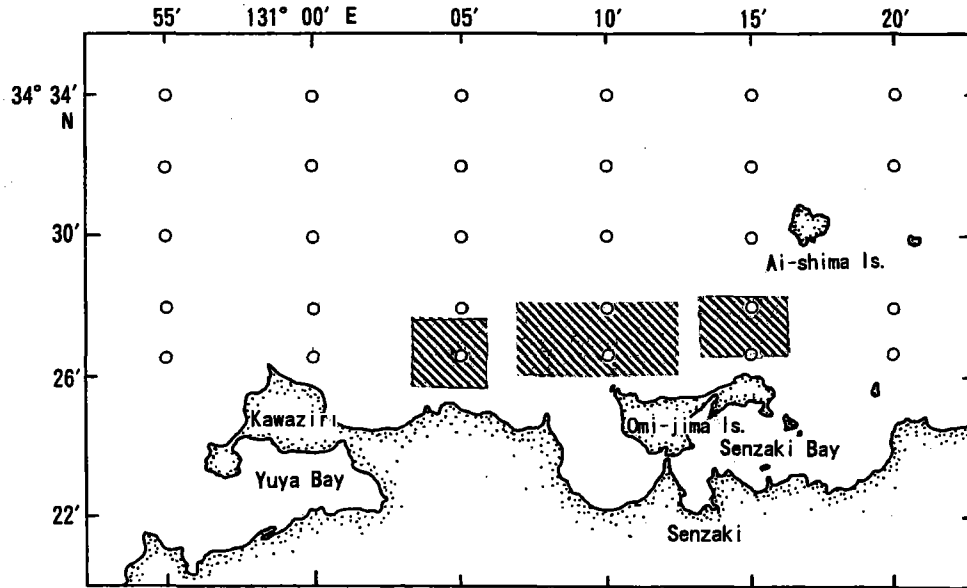 55′ 131° 00′ E 05′ 10′ 15′ 20′
34° 34′
N
30′
Ai-shima Is.
26′
Kawaziri
Omi-jima Is.
Senzaki Bay
Yuya Bay
22′
Senzaki